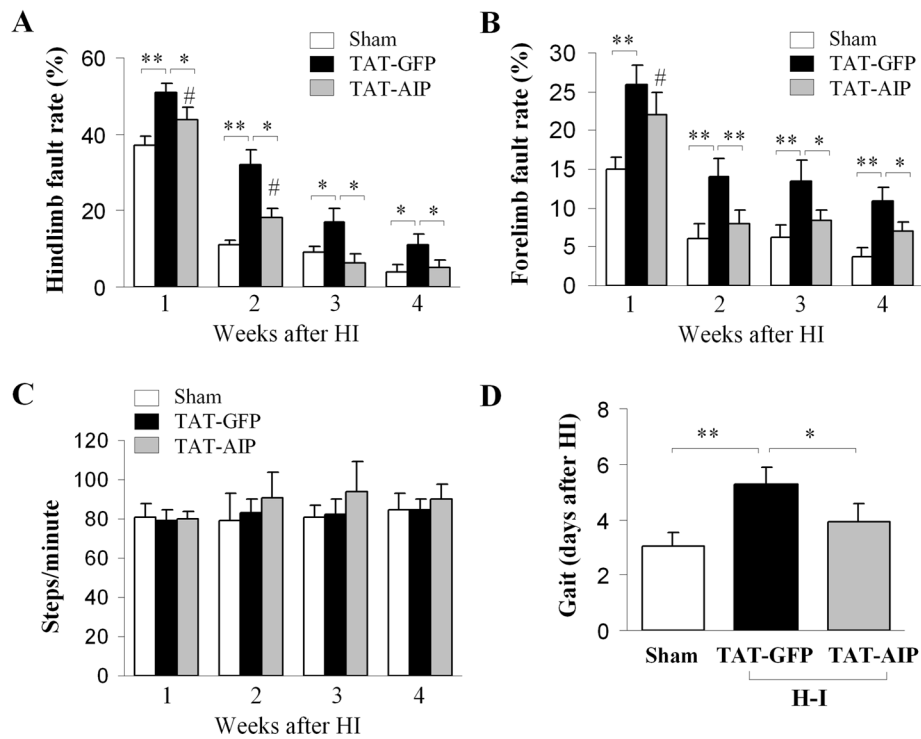 A
Sham
TAT-GFP
TAT-AIP
Hindlimb fault rate (%)
60
40
20
0
** *
#
** *
#
* *
* *
1 2 3 4
Weeks after HI
B
Sham
TAT-GFP
TAT-AIP
Forelimb fault rate (%)
30
25
20
15
10
5
0
**
#
** **
** *
** *
1 2 3 4
Weeks after HI
C
Sham
TAT-GFP
TAT-AIP
Steps/minute
120
100
80
60
40
20
0
1 2 3 4
Weeks after HI
D
Gait (days after HI)
8
6
4
2
0
** *
Sham TAT-GFP TAT-AIP
H-I